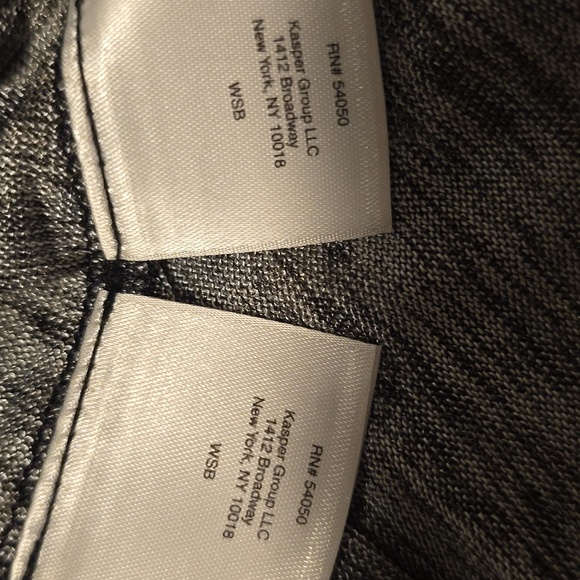 RN# 54050
Kasper Group LLC
1412 Broadway
New York, NY 10018
WSB
RN# 54050
Kasper Group LLC
1412 Broadway
New York, NY 10018
WSB